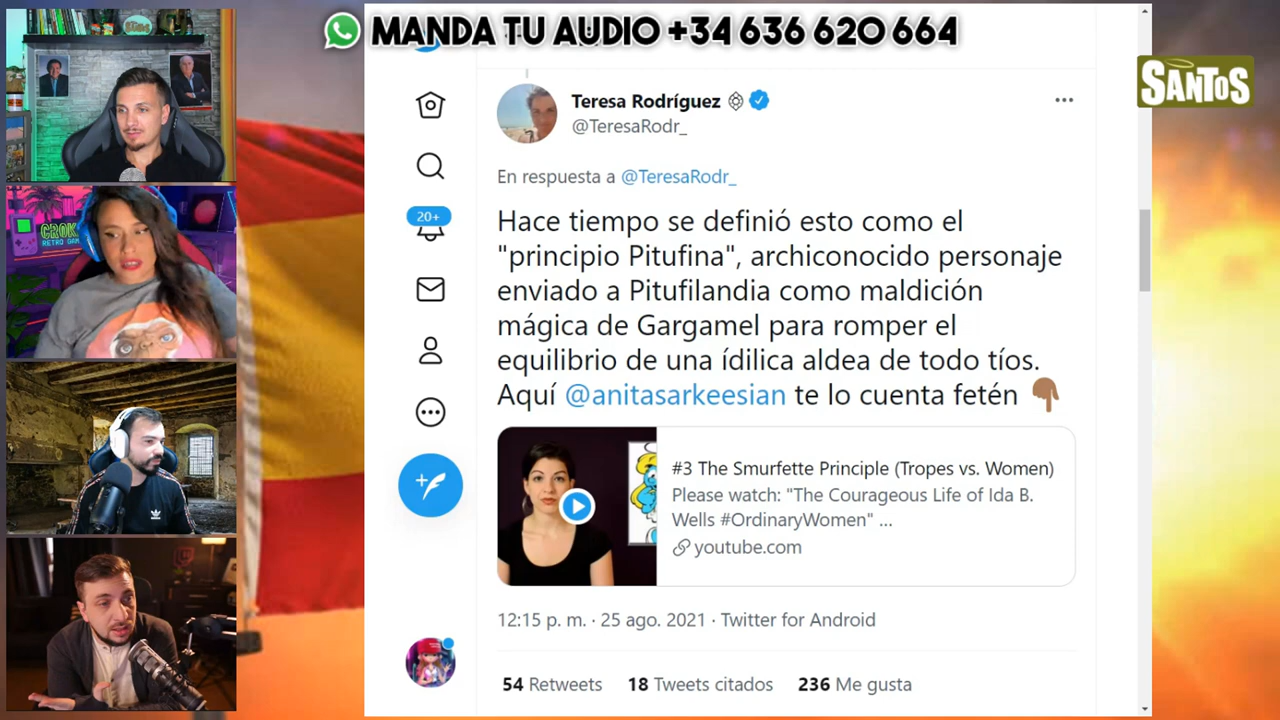 MANDA TU AUDIO +34 636 620 664
SANTOS
Teresa Rodríguez
@TeresaRodr_
En respuesta a @TeresaRodr_
20+
Hace tiempo se definió esto como el
"principio Pitufina", archiconocido personaje
enviado a Pitufilandia como maldición
mágica de Gargamel para romper el
equilibrio de una ídilica aldea de todo tíos.
Aquí @anitasarkeesian te lo cuenta fetén
#3 The Smurfette Principle (Tropes vs. Women)
Please watch: "The Courageous Life of Ida B.
Wells #OrdinaryWomen" ...
youtube.com
12:15 p. m. · 25 ago. 2021 · Twitter for Android
54 Retweets 18 Tweets citados 236 Me gusta